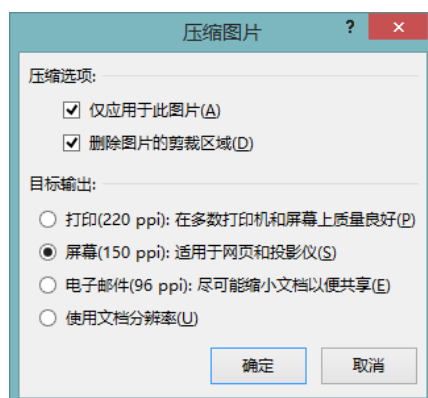 压缩图片
? ×
压缩选项:
仅应用于此图片(A)
删除图片的剪裁区域(D)
目标输出:
打印(220 ppi): 在多数打印机和屏幕上质量良好(P)
屏幕(150 ppi): 适用于网页和投影仪(S)
电子邮件(96 ppi): 尽可能缩小文档以便共享(E)
使用文档分辨率(U)
确定 取消